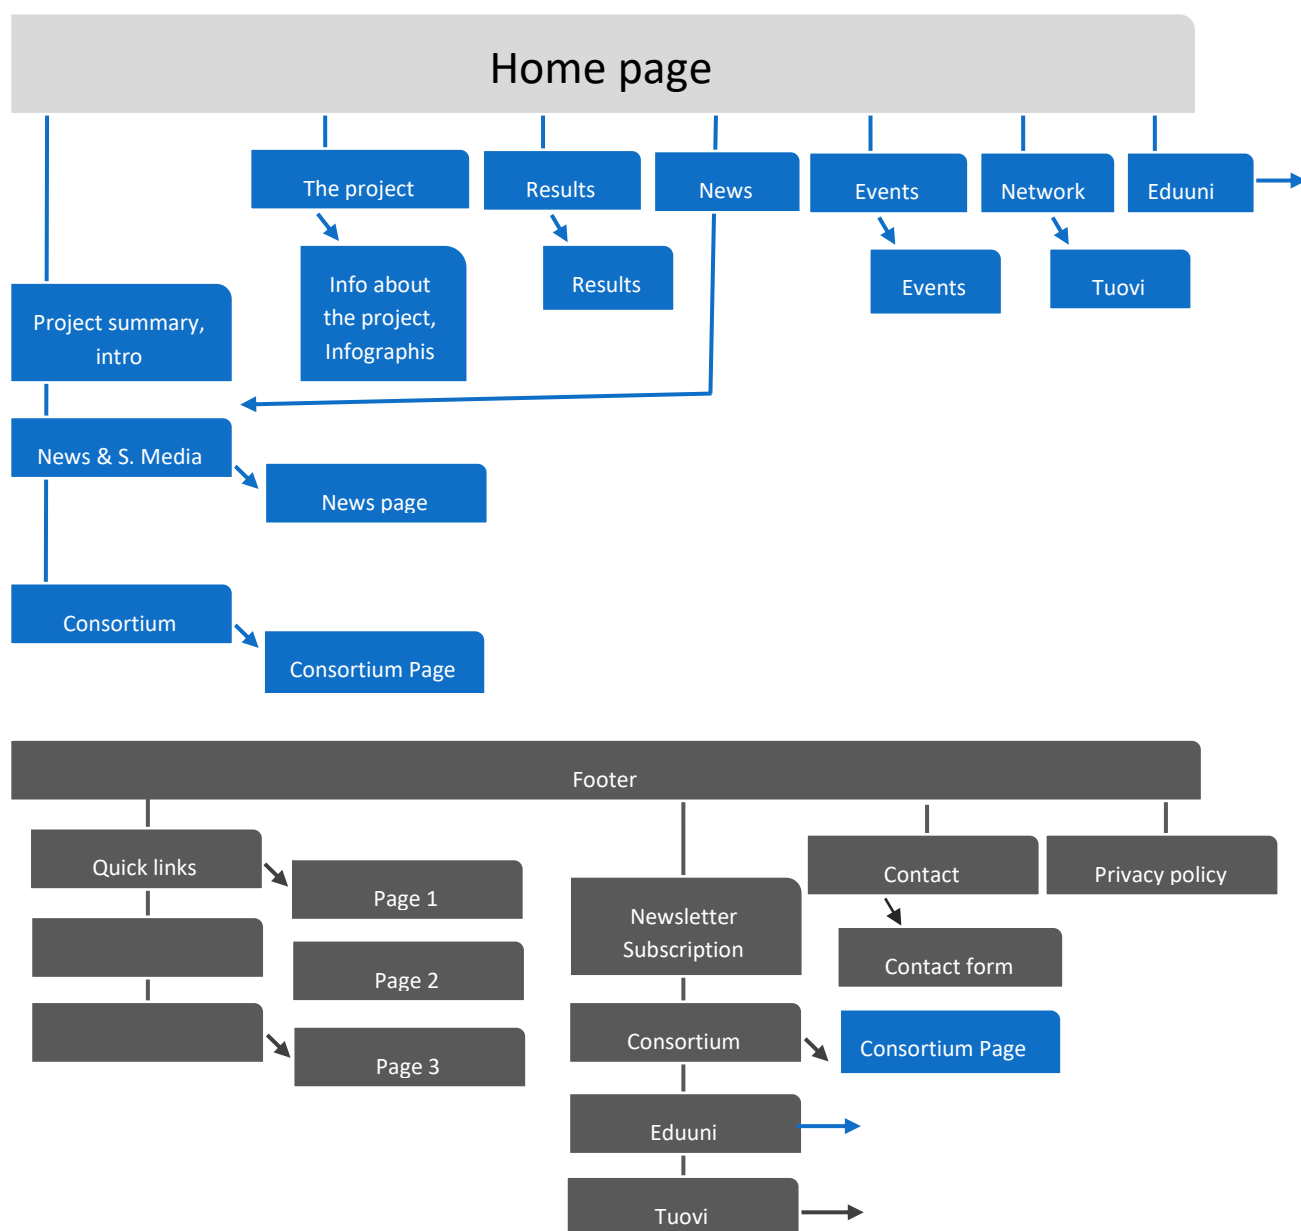 Home page
The project
Results
News
Events
Network
Eduuni
Info about
the project,
Infographis
Results
Events
Tuovi
Project summary,
intro
News & S. Media
News page
Consortium
Consortium Page
Footer
Quick links
Page 1
Page 2
Page 3
Newsletter
Subscription
Consortium
Consortium Page
Eduuni
Tuovi
Contact
Contact form
Privacy policy